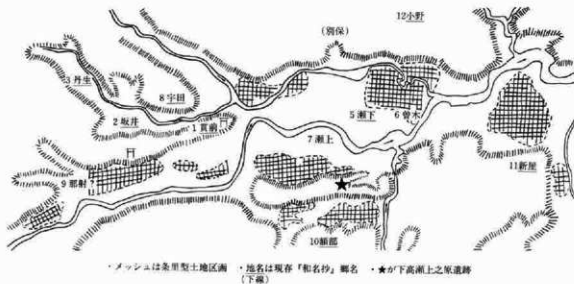 12小野
(別保)
3丹生
8宇田
2坂井
1貫前
5瀬下
6曽木
7瀬上
11新屋
9那射?
10額部
・メッシュは条里型土地区画 ・地名は現存『和名抄』郷名 ・★が下高瀬上之原遺跡
(下線)